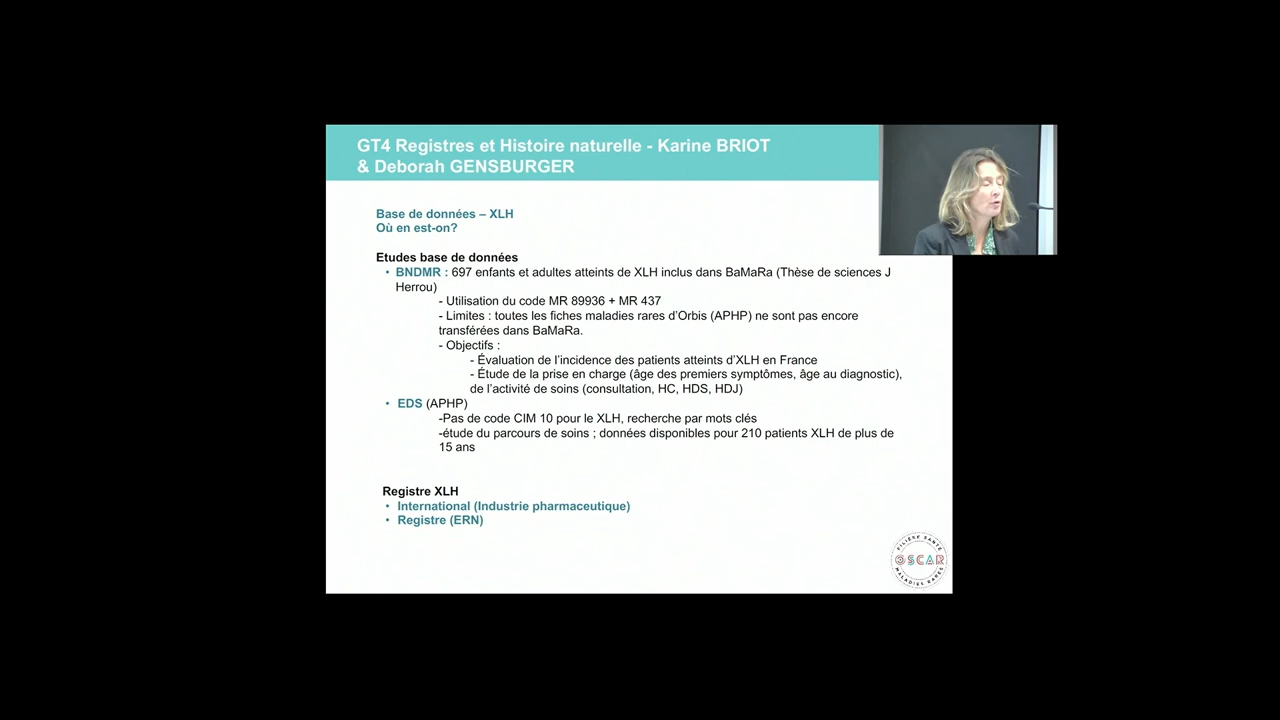 GT4 Registres et Histoire naturelle - Karine BRIOT
& Deborah GENSBURGER
Base de données – XLH
Où en est-on?
Etudes base de données
• BNDMR : 697 enfants et adultes atteints de XLH inclus dans BaMaRa (Thèse de sciences J
Herrou)
- Utilisation du code MR 89936 + MR 437
- Limites : toutes les fiches maladies rares d'Orbis (APHP) ne sont pas encore
transférées dans BaMaRa.
- Objectifs :
- Évaluation de l'incidence des patients atteints d'XLH en France
- Étude de la prise en charge (âge des premiers symptômes, âge au diagnostic),
de l'activité de soins (consultation, HC, HDS, HDJ)
• EDS (APHP)
-Pas de code CIM 10 pour le XLH, recherche par mots clés
-étude du parcours de soins ; données disponibles pour 210 patients XLH de plus de
15 ans
Registre XLH
• International (Industrie pharmaceutique)
• Registre (ERN)
FILIÈRE SANTÉ
OSCAR
MALADIES RARES